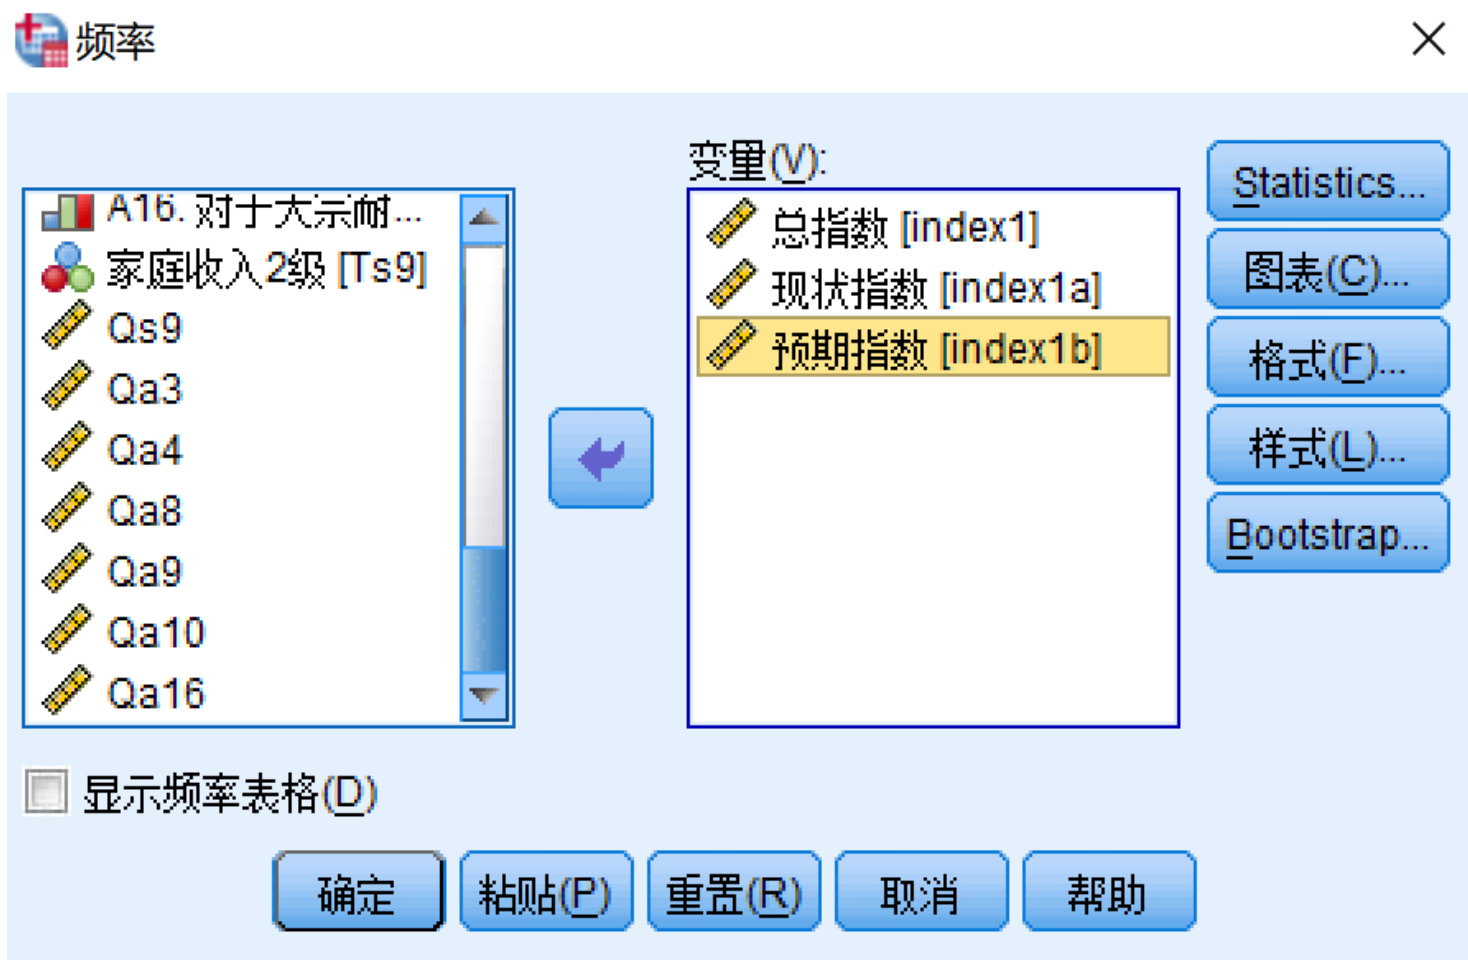 频率
变量(V):
A16. 对于大宗耐...
家庭收入2级 [Ts9]
Qs9
Qa3
Qa4
Qa8
Qa9
Qa10
Qa16
总指数 [index1]
现状指数 [index1a]
预期指数 [index1b]
Statistics...
图表(C)...
格式(F)...
样式(L)...
Bootstrap...
显示频率表格(D)
确定
粘贴(P)
重置(R)
取消
帮助